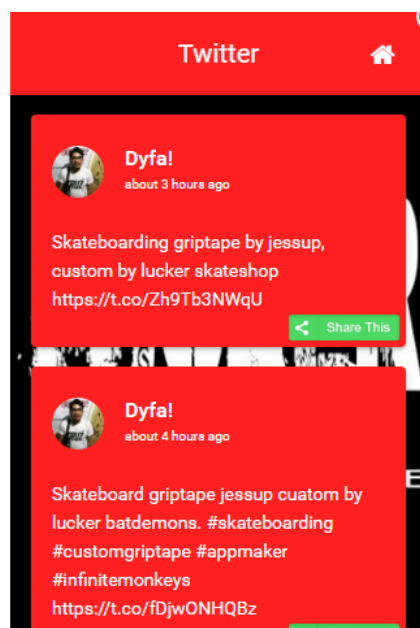 Twitter
Dyfa!
about 3 hours ago
Skateboarding griptape by jessup,
custom by lucker skateshop
https://t.co/Zh9Tb3NWqU
Share This
Dyfa!
about 4 hours ago
Skateboard griptape jessup cuatom by
lucker batdemons. #skateboarding
#customgriptape #appmaker
#infinitemonkeys
https://t.co/fDjwONHQBz